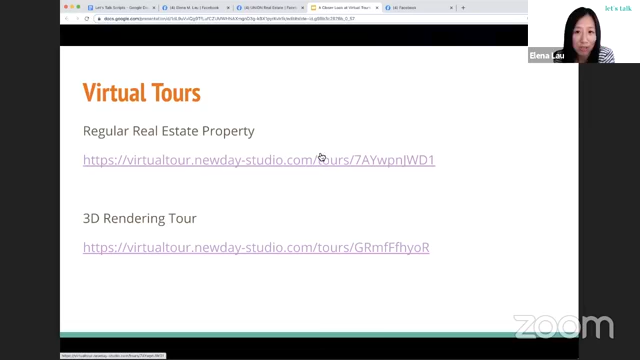 let's talk
Elena Lau
Virtual Tours
Regular Real Estate Property
https://virtualtour.newday-studio.com/tours/7AYwpnJWD1
3D Rendering Tour
https://virtualtour.newday-studio.com/tours/GRmfFfhyoR
zoom